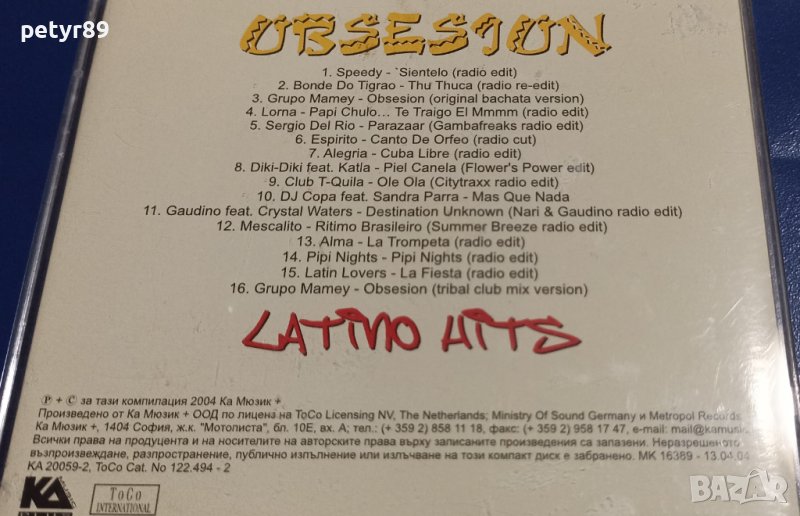 petyr89
OBSESION
1. Speedy - `Sientelo (radio edit)
2. Bonde Do Tigrao - Thu Thuca (radio re-edit)
3. Grupo Mamey - Obsesion (original bachata version)
4. Lorna - Papi Chulo... Te Traigo El Mmmm (radio edit)
5. Sergio Del Rio - Parazaar (Gambafreaks radio edit)
6. Espirito - Canto De Orfeo (radio cut)
7. Alegria - Cuba Libre (radio edit)
8. Diki-Diki feat. Katla - Piel Canela (Flower's Power edit)
9. Club T-Quila - Ole Ola (Citytraxx radio edit)
10. DJ Copa feat. Sandra Parra - Mas Que Nada
11. Gaudino feat. Crystal Waters - Destination Unknown (Nari & Gaudino radio edit)
12. Mescalito - Ritimo Brasileiro (Summer Breeze radio edit)
13. Alma - La Trompeta (radio edit)
14. Pipi Nights - Pipi Nights (radio edit)
15. Latin Lovers - La Fiesta (radio edit)
16. Grupo Mamey - Obsesion (tribal club mix version)
LATINO HITS
℗ + © за тази компилация 2004 Ка Мюзик +
Произведено от Ка Мюзик + ООД по лиценз на ToCo Licensing NV, The Netherlands; Ministry Of Sound Germany и Metropol Records
Ка Мюзик +, 1404 София, ж.к. "Мотописта", бл. 10Е, вх. А; тел.: (+ 359 2) 858 11 18, факс: (+ 359 2) 958 17 47, e-mail: mail@kamusic
Всички права на продуцента и на носителите на авторските права върху записаните произведения са запазени. Неразрешеното
възпроизвеждане, разпространение, публично изпълнение или излъчване на този компакт диск е забранено. МК 16389 - 13.04.04
KA 20059-2, ToCo Cat. No 122.494 - 2
KA
ToCo
INTERNATIONAL
BAZAR